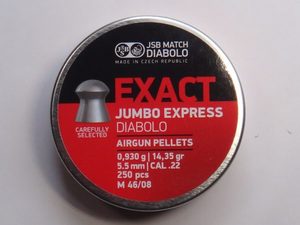 JSB
JSB MATCH
DIABOLO
MADE IN CZECH REPUBLIC
EXACT
JUMBO EXPRESS
DIABOLO
CAREFULLY
SELECTED
AIRGUN PELLETS
0,930 g | 14,35 gr
5.5 mm | CAL .22
250 pcs
M 46/08